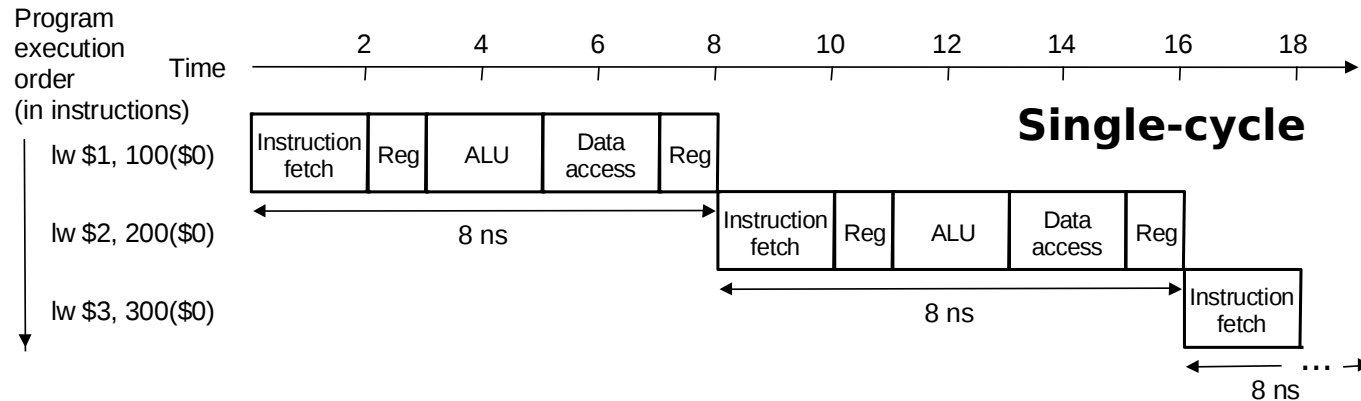 Program
execution
order
(in instructions)
Time
2 4 6 8 10 12 14 16 18
Single-cycle
lw $1, 100($0)
Instruction
fetch
Reg
ALU
Data
access
Reg
8 ns
lw $2, 200($0)
Instruction
fetch
Reg
ALU
Data
access
Reg
8 ns
lw $3, 300($0)
Instruction
fetch
...
8 ns